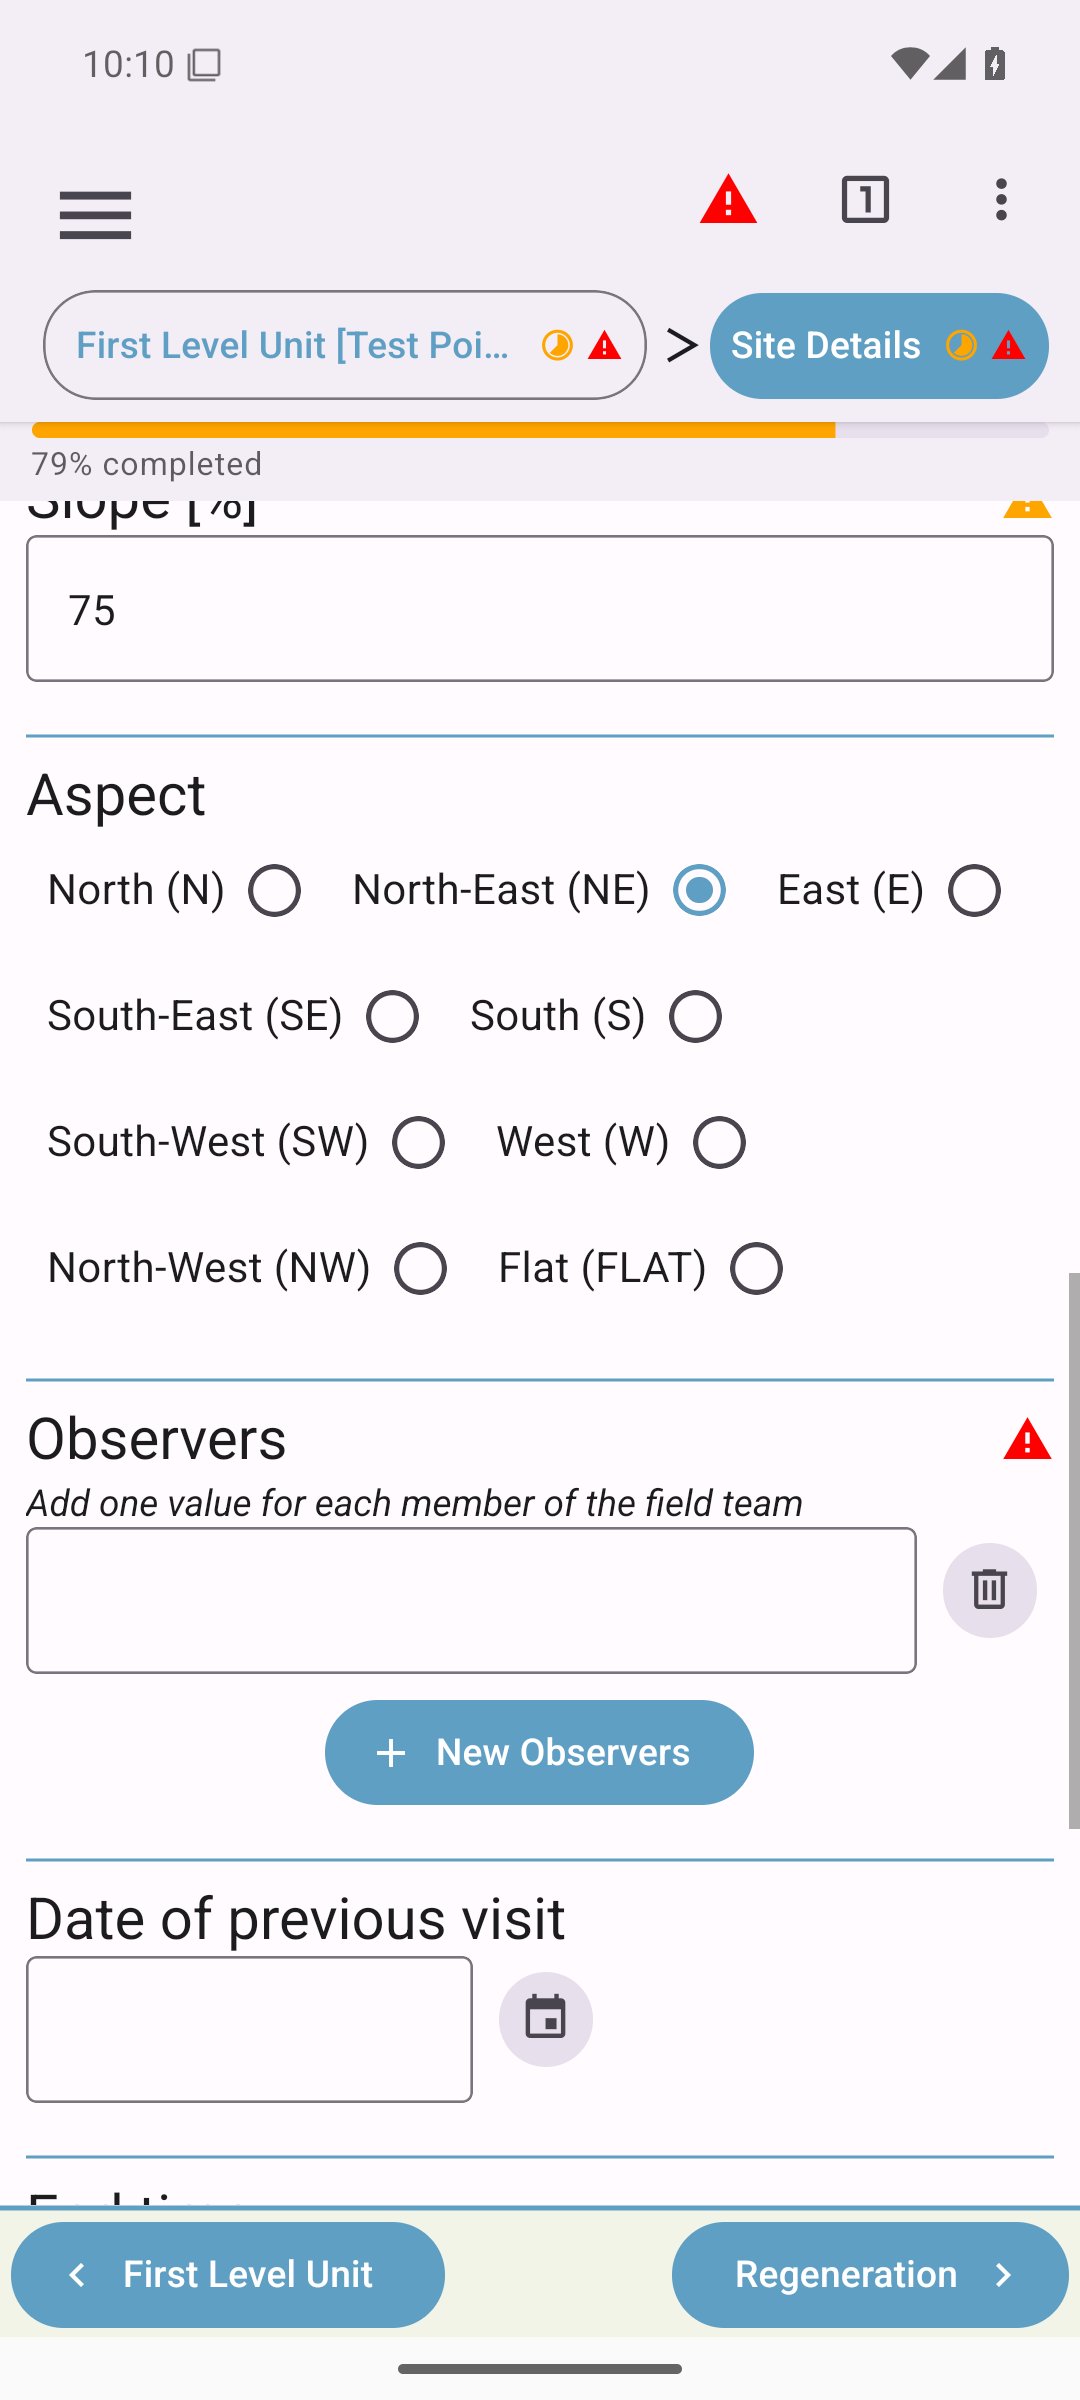 10:10
1
First Level Unit [Test Poi...
>
Site Details
79% completed
Slope [%]
75
Aspect
North (N) North-East (NE) East (E)
South-East (SE) South (S)
South-West (SW) West (W)
North-West (NW) Flat (FLAT)
Observers
Add one value for each member of the field team
+ New Observers
Date of previous visit
< First Level Unit
Regeneration >